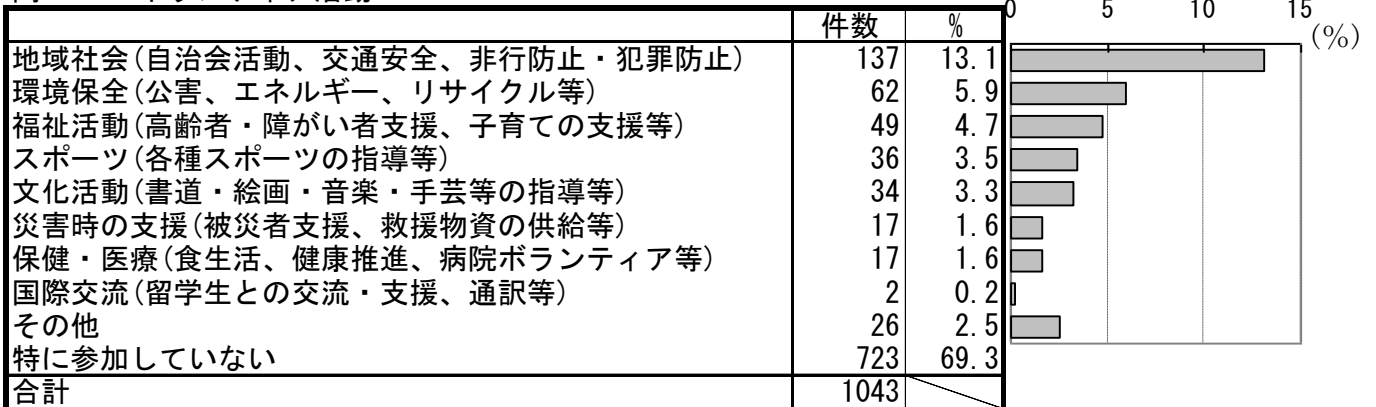 0 5 10 15
(%)
件数 %
地域社会(自治会活動、交通安全、非行防止・犯罪防止) 137 13.1
環境保全(公害、エネルギー、リサイクル等) 62 5.9
福祉活動(高齢者・障がい者支援、子育ての支援等) 49 4.7
スポーツ(各種スポーツの指導等) 36 3.5
文化活動(書道・絵画・音楽・手芸等の指導等) 34 3.3
災害時の支援(被災者支援、救援物資の供給等) 17 1.6
保健・医療(食生活、健康推進、病院ボランティア等) 17 1.6
国際交流(留学生との交流・支援、通訳等) 2 0.2
その他 26 2.5
特に参加していない 723 69.3
合計 1043